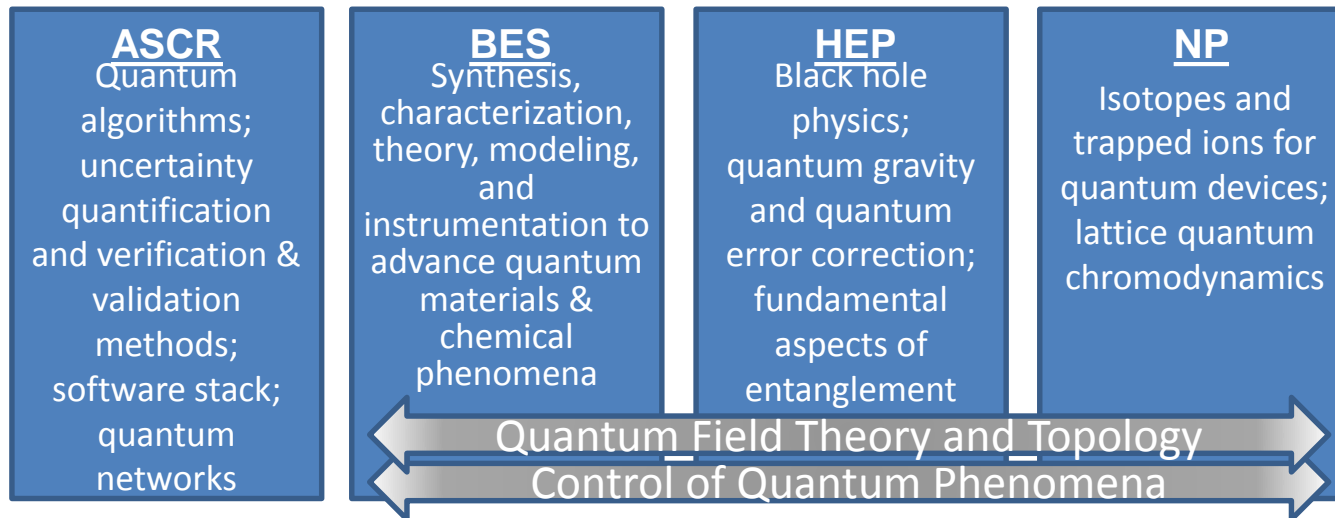 ASCR
Quantum
algorithms;
uncertainty
quantification
and verification &
validation
methods;
software stack;
quantum
networks
BES
Synthesis,
characterization,
theory, modeling,
and
instrumentation to
advance quantum
materials &
chemical
phenomena
HEP
Black hole
physics;
quantum gravity
and quantum
error correction;
fundamental
aspects of
entanglement
NP
Isotopes and
trapped ions for
quantum devices;
lattice quantum
chromodynamics
Quantum Field Theory and Topology
Control of Quantum Phenomena